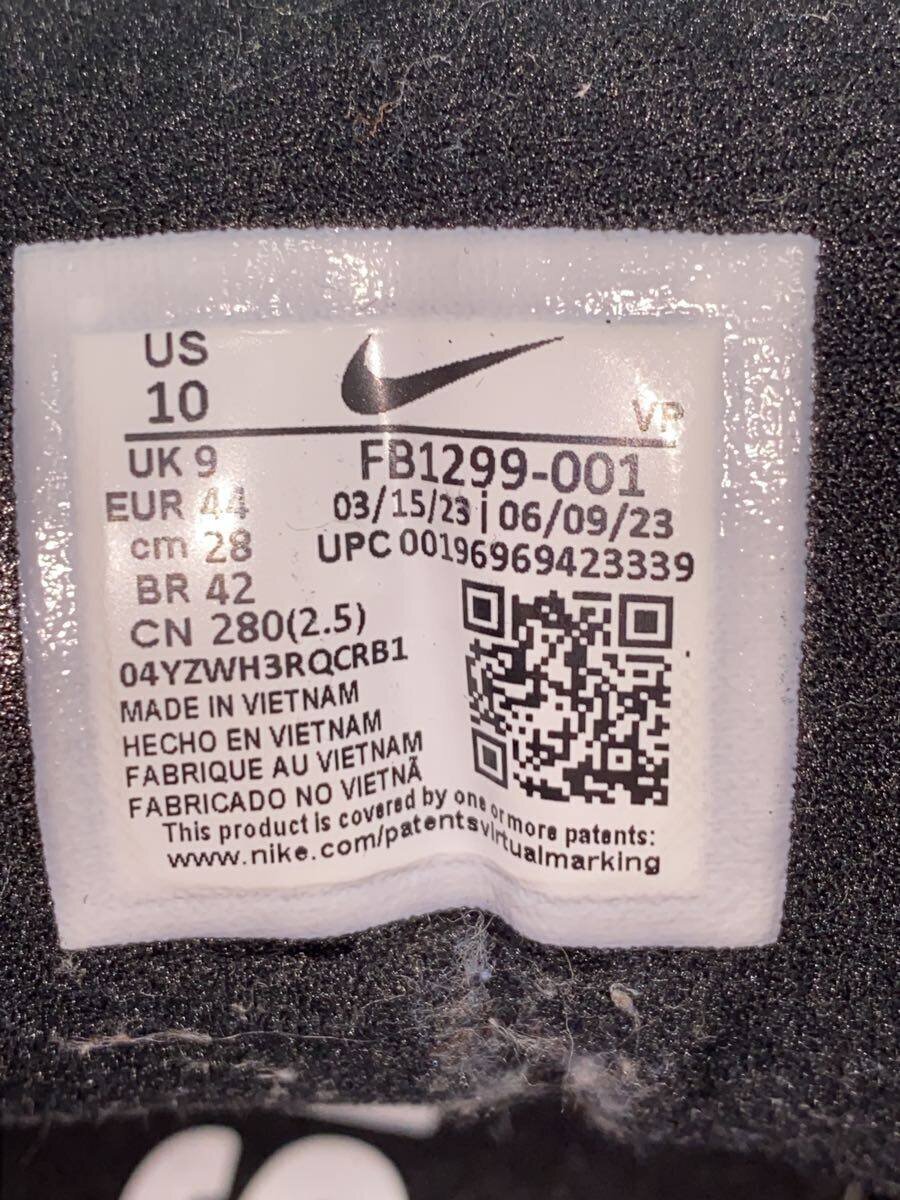 US
10
VP
UK 9
FB1299-001
EUR 44
03/15/23 | 06/09/23
cm 28
UPC 00196969423339
BR 42
CN 280(2.5)
04YZWH3RQCRB1
MADE IN VIETNAM
HECHO EN VIETNAM
FABRIQUE AU VIETNAM
FABRICADO NO VIETNÃ
This product is covered by one or more patents:
www.nike.com/patentsvirtualmarking